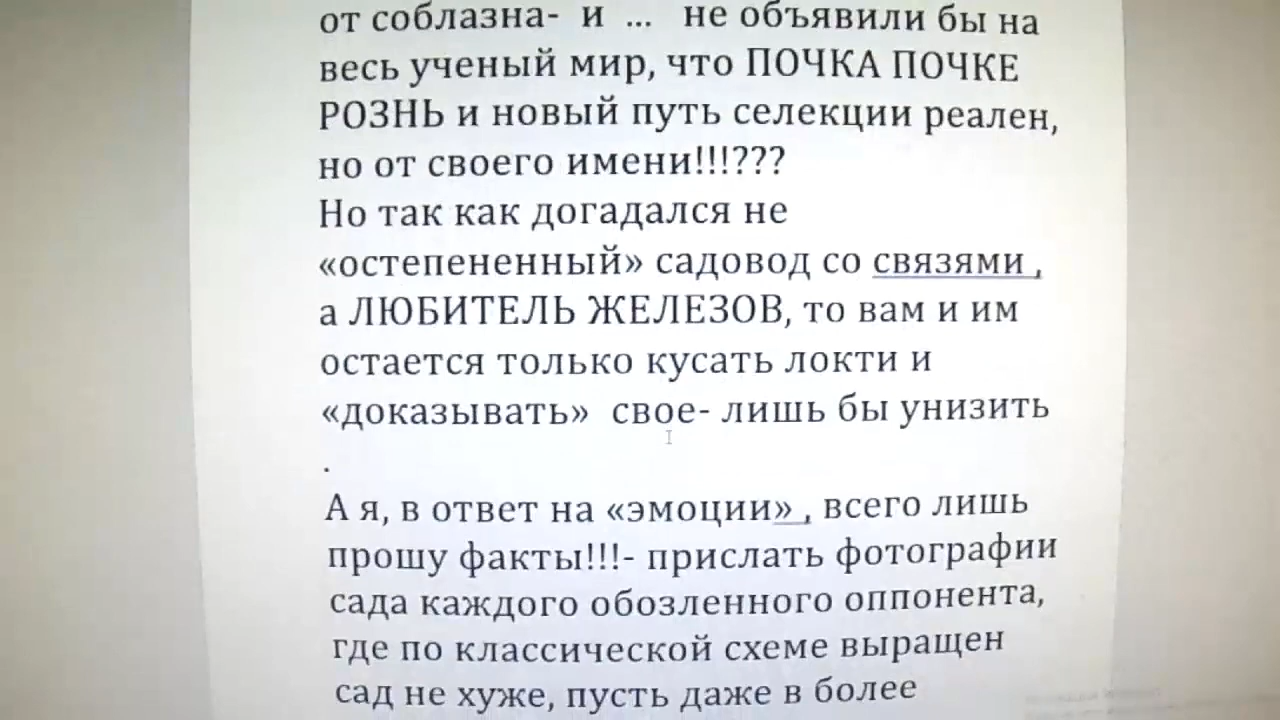 от соблазна- и ... не объявили бы на
весь ученый мир, что ПОЧКА ПОЧКЕ
РОЗНЬ и новый путь селекции реален,
но от своего имени!!!???
Но так как догадался не
«остепененный» садовод со связями ,
а ЛЮБИТЕЛЬ ЖЕЛЕЗОВ, то вам и им
остается только кусать локти и
«доказывать» свое- лишь бы унизить
.
А я, в ответ на «эмоции» , всего лишь
прошу факты!!!- прислать фотографии
сада каждого обозленного оппонента,
где по классической схеме выращен
сад не хуже, пусть даже в более